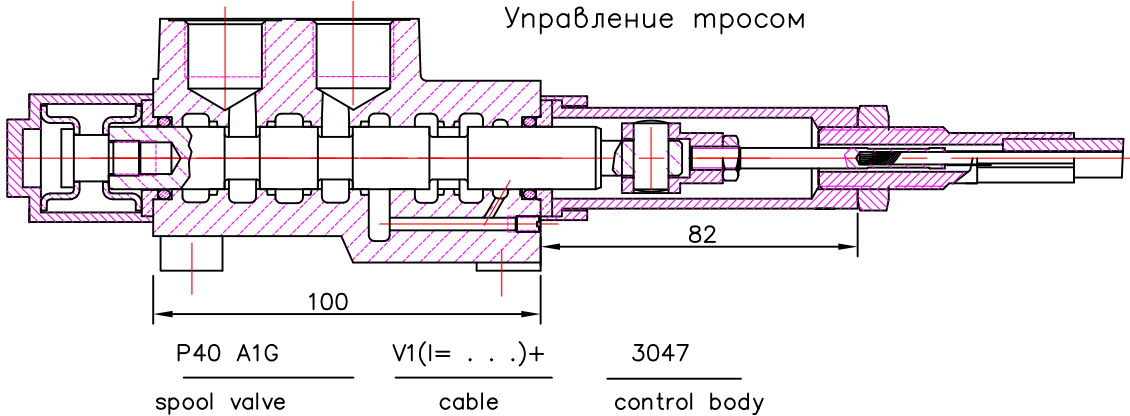 Управление тросом
82
100
P40 A1G V1(l= . . .)+ 3047
spool valve cable control body